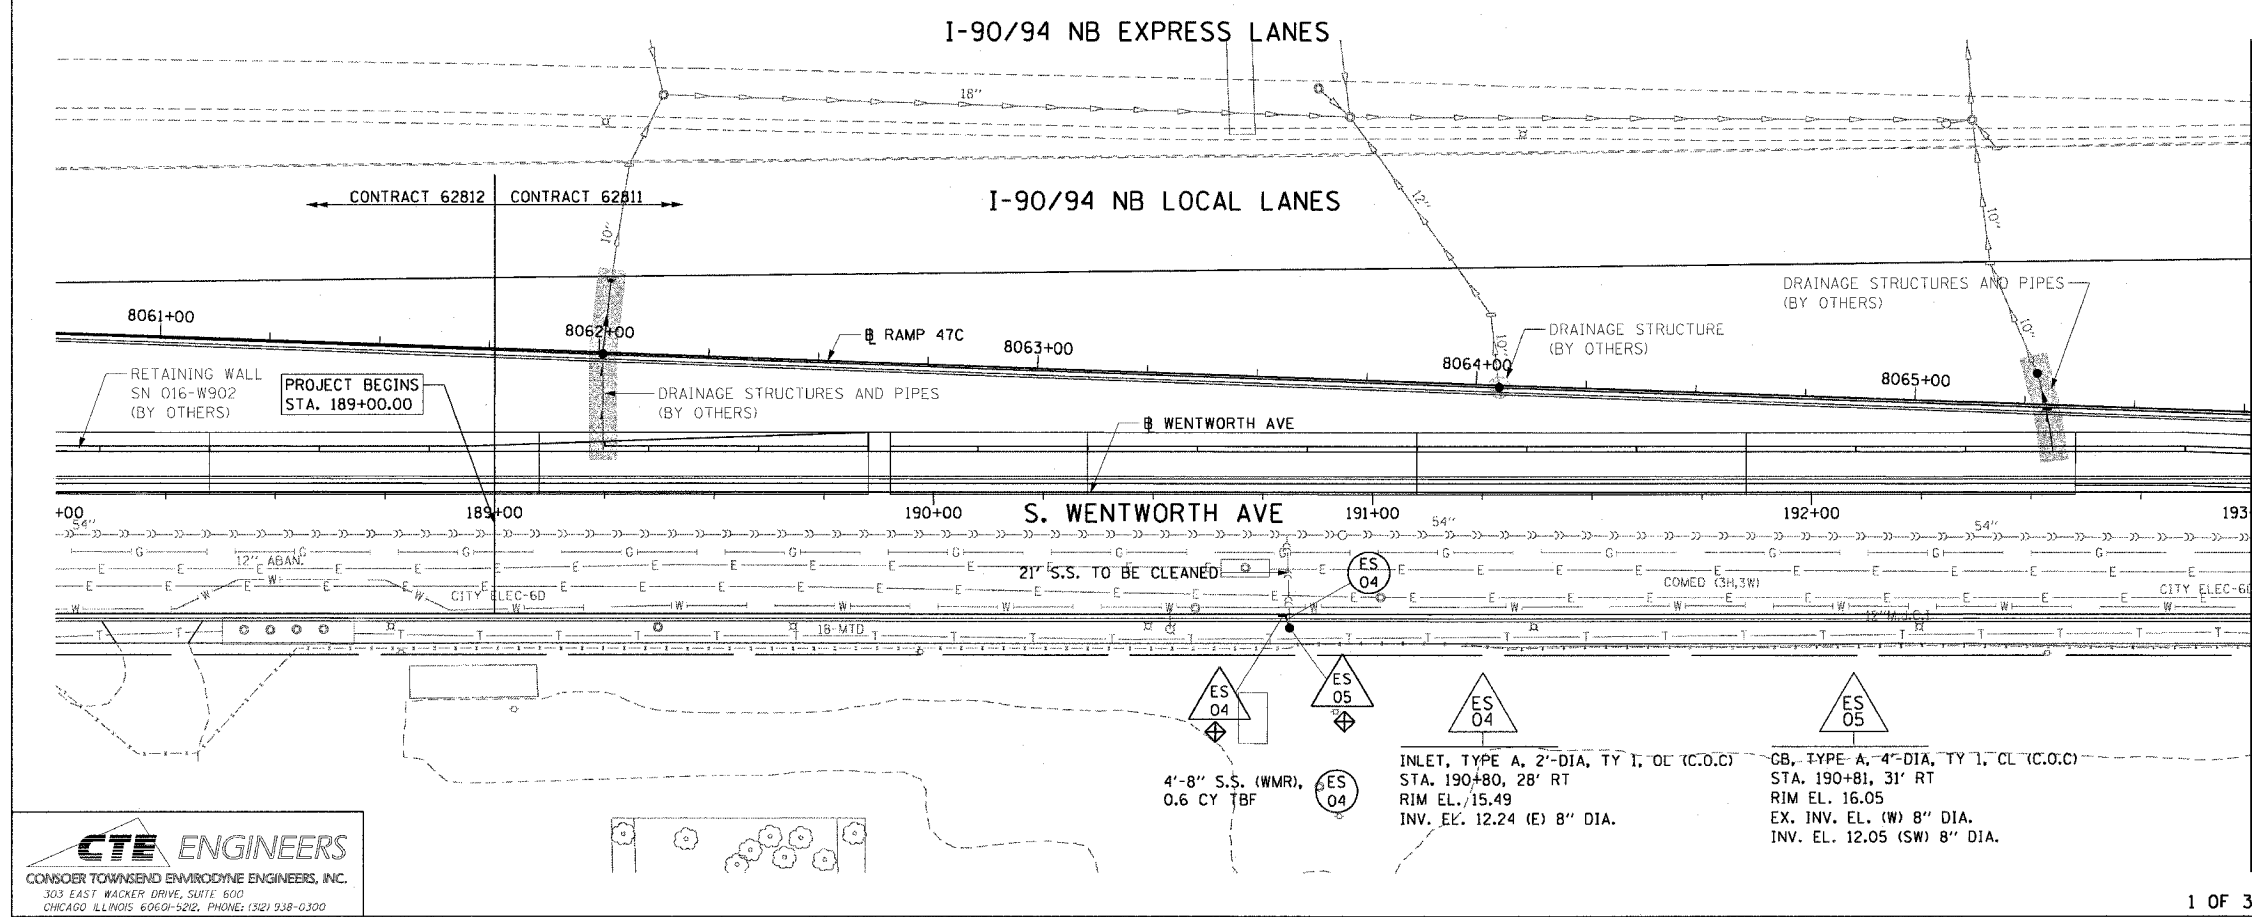 I-90/94 NB EXPRESS LANES
18"
CONTRACT 62812
CONTRACT 62811
I-90/94 NB LOCAL LANES
12"
10"
10"
DRAINAGE STRUCTURES AND PIPES
(BY OTHERS)
8061+00
8062+00
℄ RAMP 47C
8063+00
DRAINAGE STRUCTURE
(BY OTHERS)
10"
10"
8064+00
8065+00
RETAINING WALL
SN 016-W902
(BY OTHERS)
PROJECT BEGINS
STA. 189+00.00
DRAINAGE STRUCTURES AND PIPES
(BY OTHERS)
WENTWORTH AVE
+00
189+00
190+00
S. WENTWORTH AVE
191+00
192+00
193
54"
54"
54"
G G G G G G G G G G
12" ABAN.
E E E E E E E E E E
21' S.S. TO BE CLEANED
ES
04
COMED (3H,3W)
CITY ELEC-6D
CITY ELEC-6D
W W W W W W W W W W
18-MTD
T T T T T T T T T T
ES
04
ES
05
ES
04
ES
05
4'-8" S.S. (WMR),
0.6 CY TBF
ES
04
INLET, TYPE A, 2'-DIA, TY 1, OL (C.O.C)
STA. 190+80, 28' RT
RIM EL. 15.49
INV. EL. 12.24 (E) 8" DIA.
CB, TYPE A, 4'-DIA, TY 1, CL (C.O.C)
STA. 190+81, 31' RT
RIM EL. 16.05
EX. INV. EL. (W) 8" DIA.
INV. EL. 12.05 (SW) 8" DIA.
CTE ENGINEERS
CONSOER TOWNSEND ENVIRODYNE ENGINEERS, INC.
303 EAST WACKER DRIVE, SUITE 600
CHICAGO ILLINOIS 60601-5212, PHONE: (312) 938-0300
1 OF 3